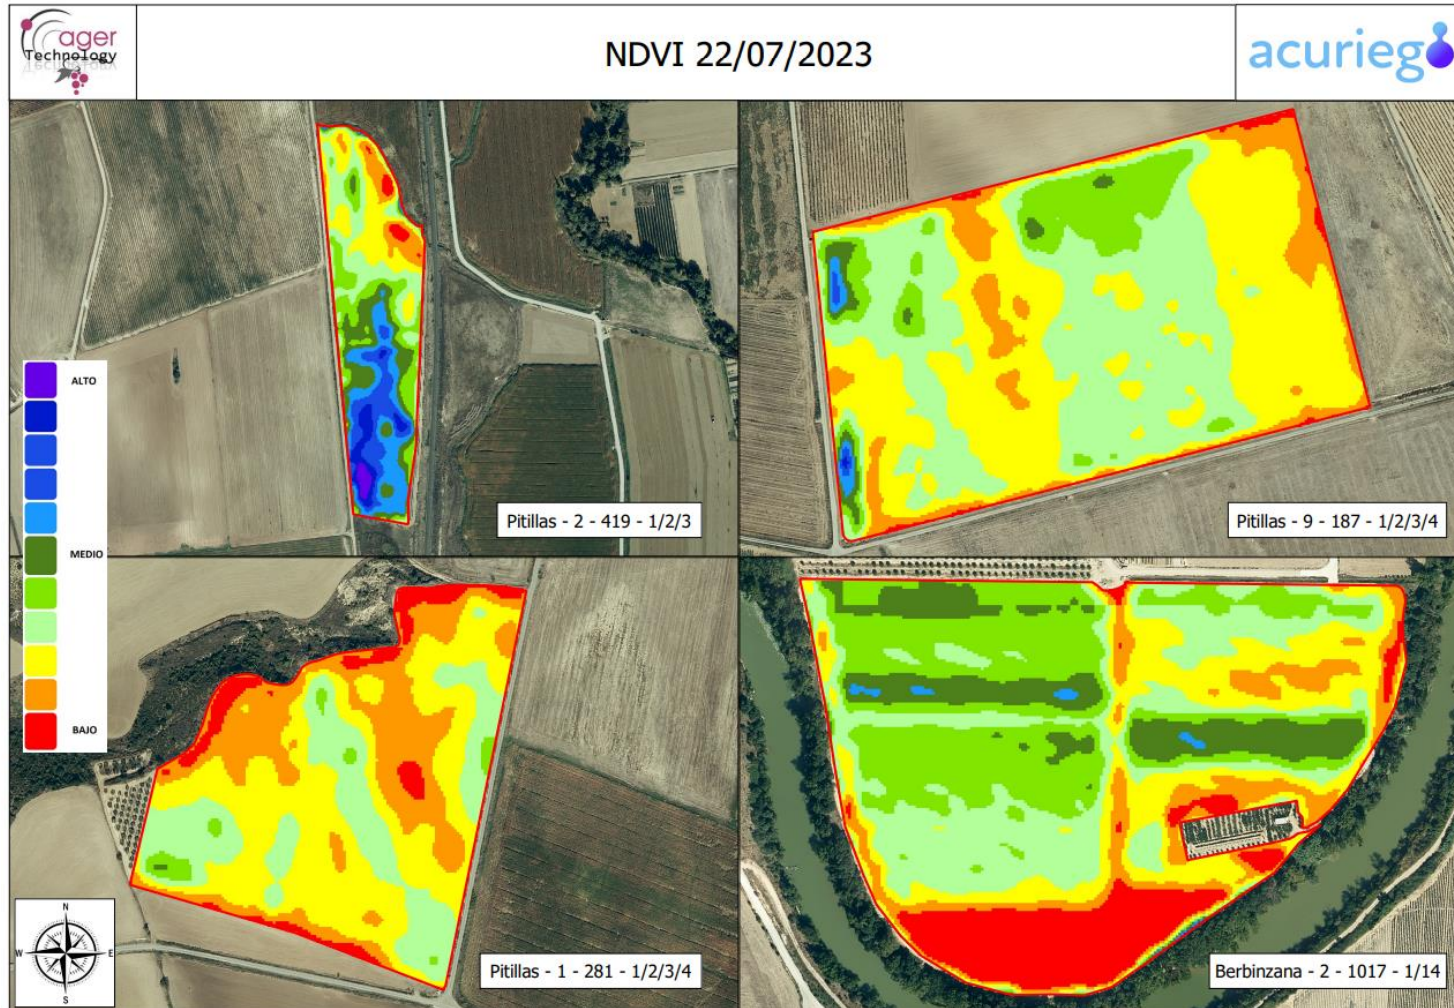 ager
Technology
NDVI 22/07/2023
acuriego
Pitillas - 2 - 419 - 1/2/3
Pitillas - 9 - 187 - 1/2/3/4
ALTO
MEDIO
BAJO
N
W
E
S
Pitillas - 1 - 281 - 1/2/3/4
Berbinzana - 2 - 1017 - 1/14